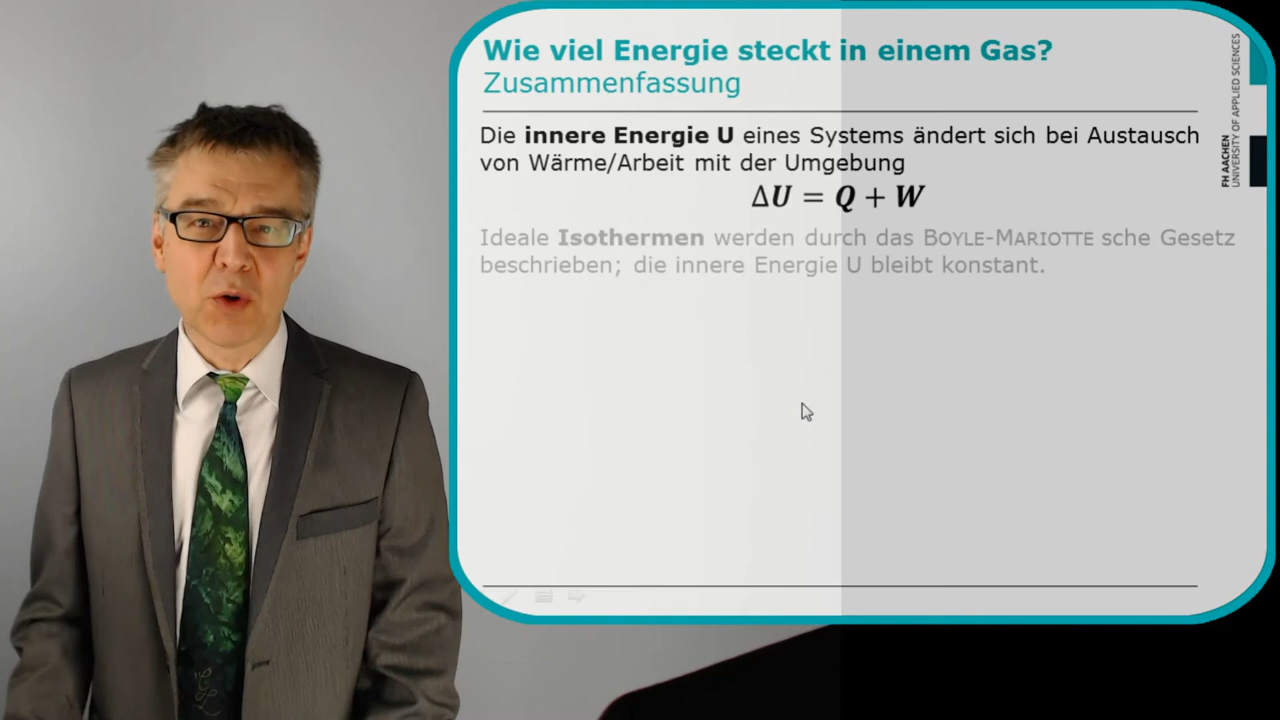 Wie viel Energie steckt in einem Gas?
Zusammenfassung
Die innere Energie U eines Systems ändert sich bei Austausch
von Wärme/Arbeit mit der Umgebung
ΔU = Q + W
Ideale Isothermen werden durch das BOYLE-MARIOTTE sche Gesetz
beschrieben; die innere Energie U bleibt konstant.
FH AACHEN
UNIVERSITY OF APPLIED SCIENCES